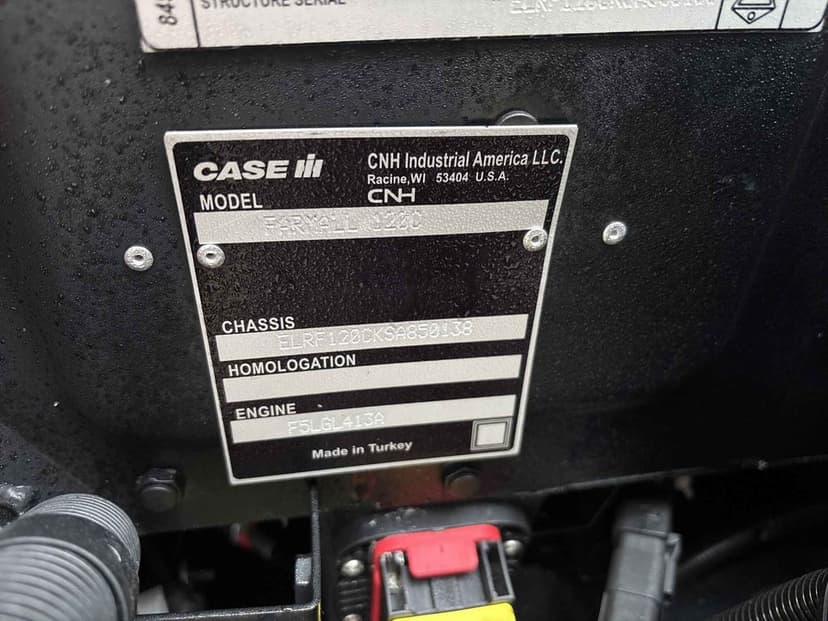 STRUCTURE SERIAL
CASE IH
CNH Industrial America LLC.
Racine,WI 53404 U.S.A.
CNH
MODEL
FARMALL 120C
CHASSIS
ELRF120CKSA850138
HOMOLOGATION
ENGINE
F5LGL413A
Made in Turkey